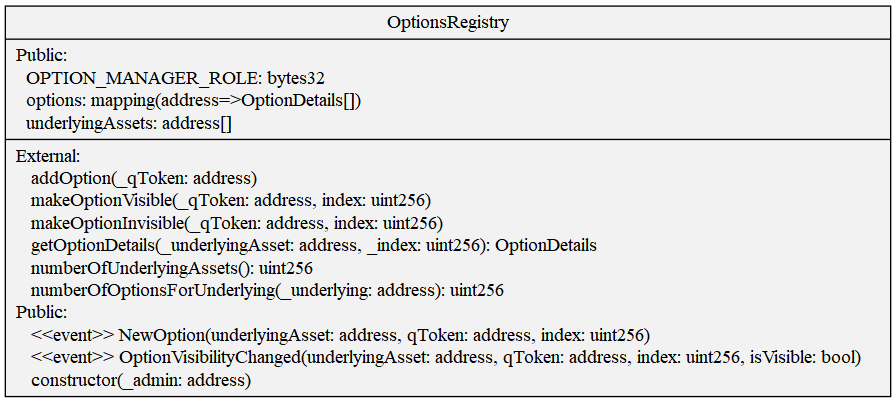 OptionsRegistry
Public:
OPTION_MANAGER_ROLE: bytes32
options: mapping(address=>OptionDetails[])
underlyingAssets: address[]
External:
addOption(_qToken: address)
makeOptionVisible(_qToken: address, index: uint256)
makeOptionInvisible(_qToken: address, index: uint256)
getOptionDetails(_underlyingAsset: address, _index: uint256): OptionDetails
numberOfUnderlyingAssets(): uint256
numberOfOptionsForUnderlying(_underlying: address): uint256
Public:
<<event>> NewOption(underlyingAsset: address, qToken: address, index: uint256)
<<event>> OptionVisibilityChanged(underlyingAsset: address, qToken: address, index: uint256, isVisible: bool)
constructor(_admin: address)